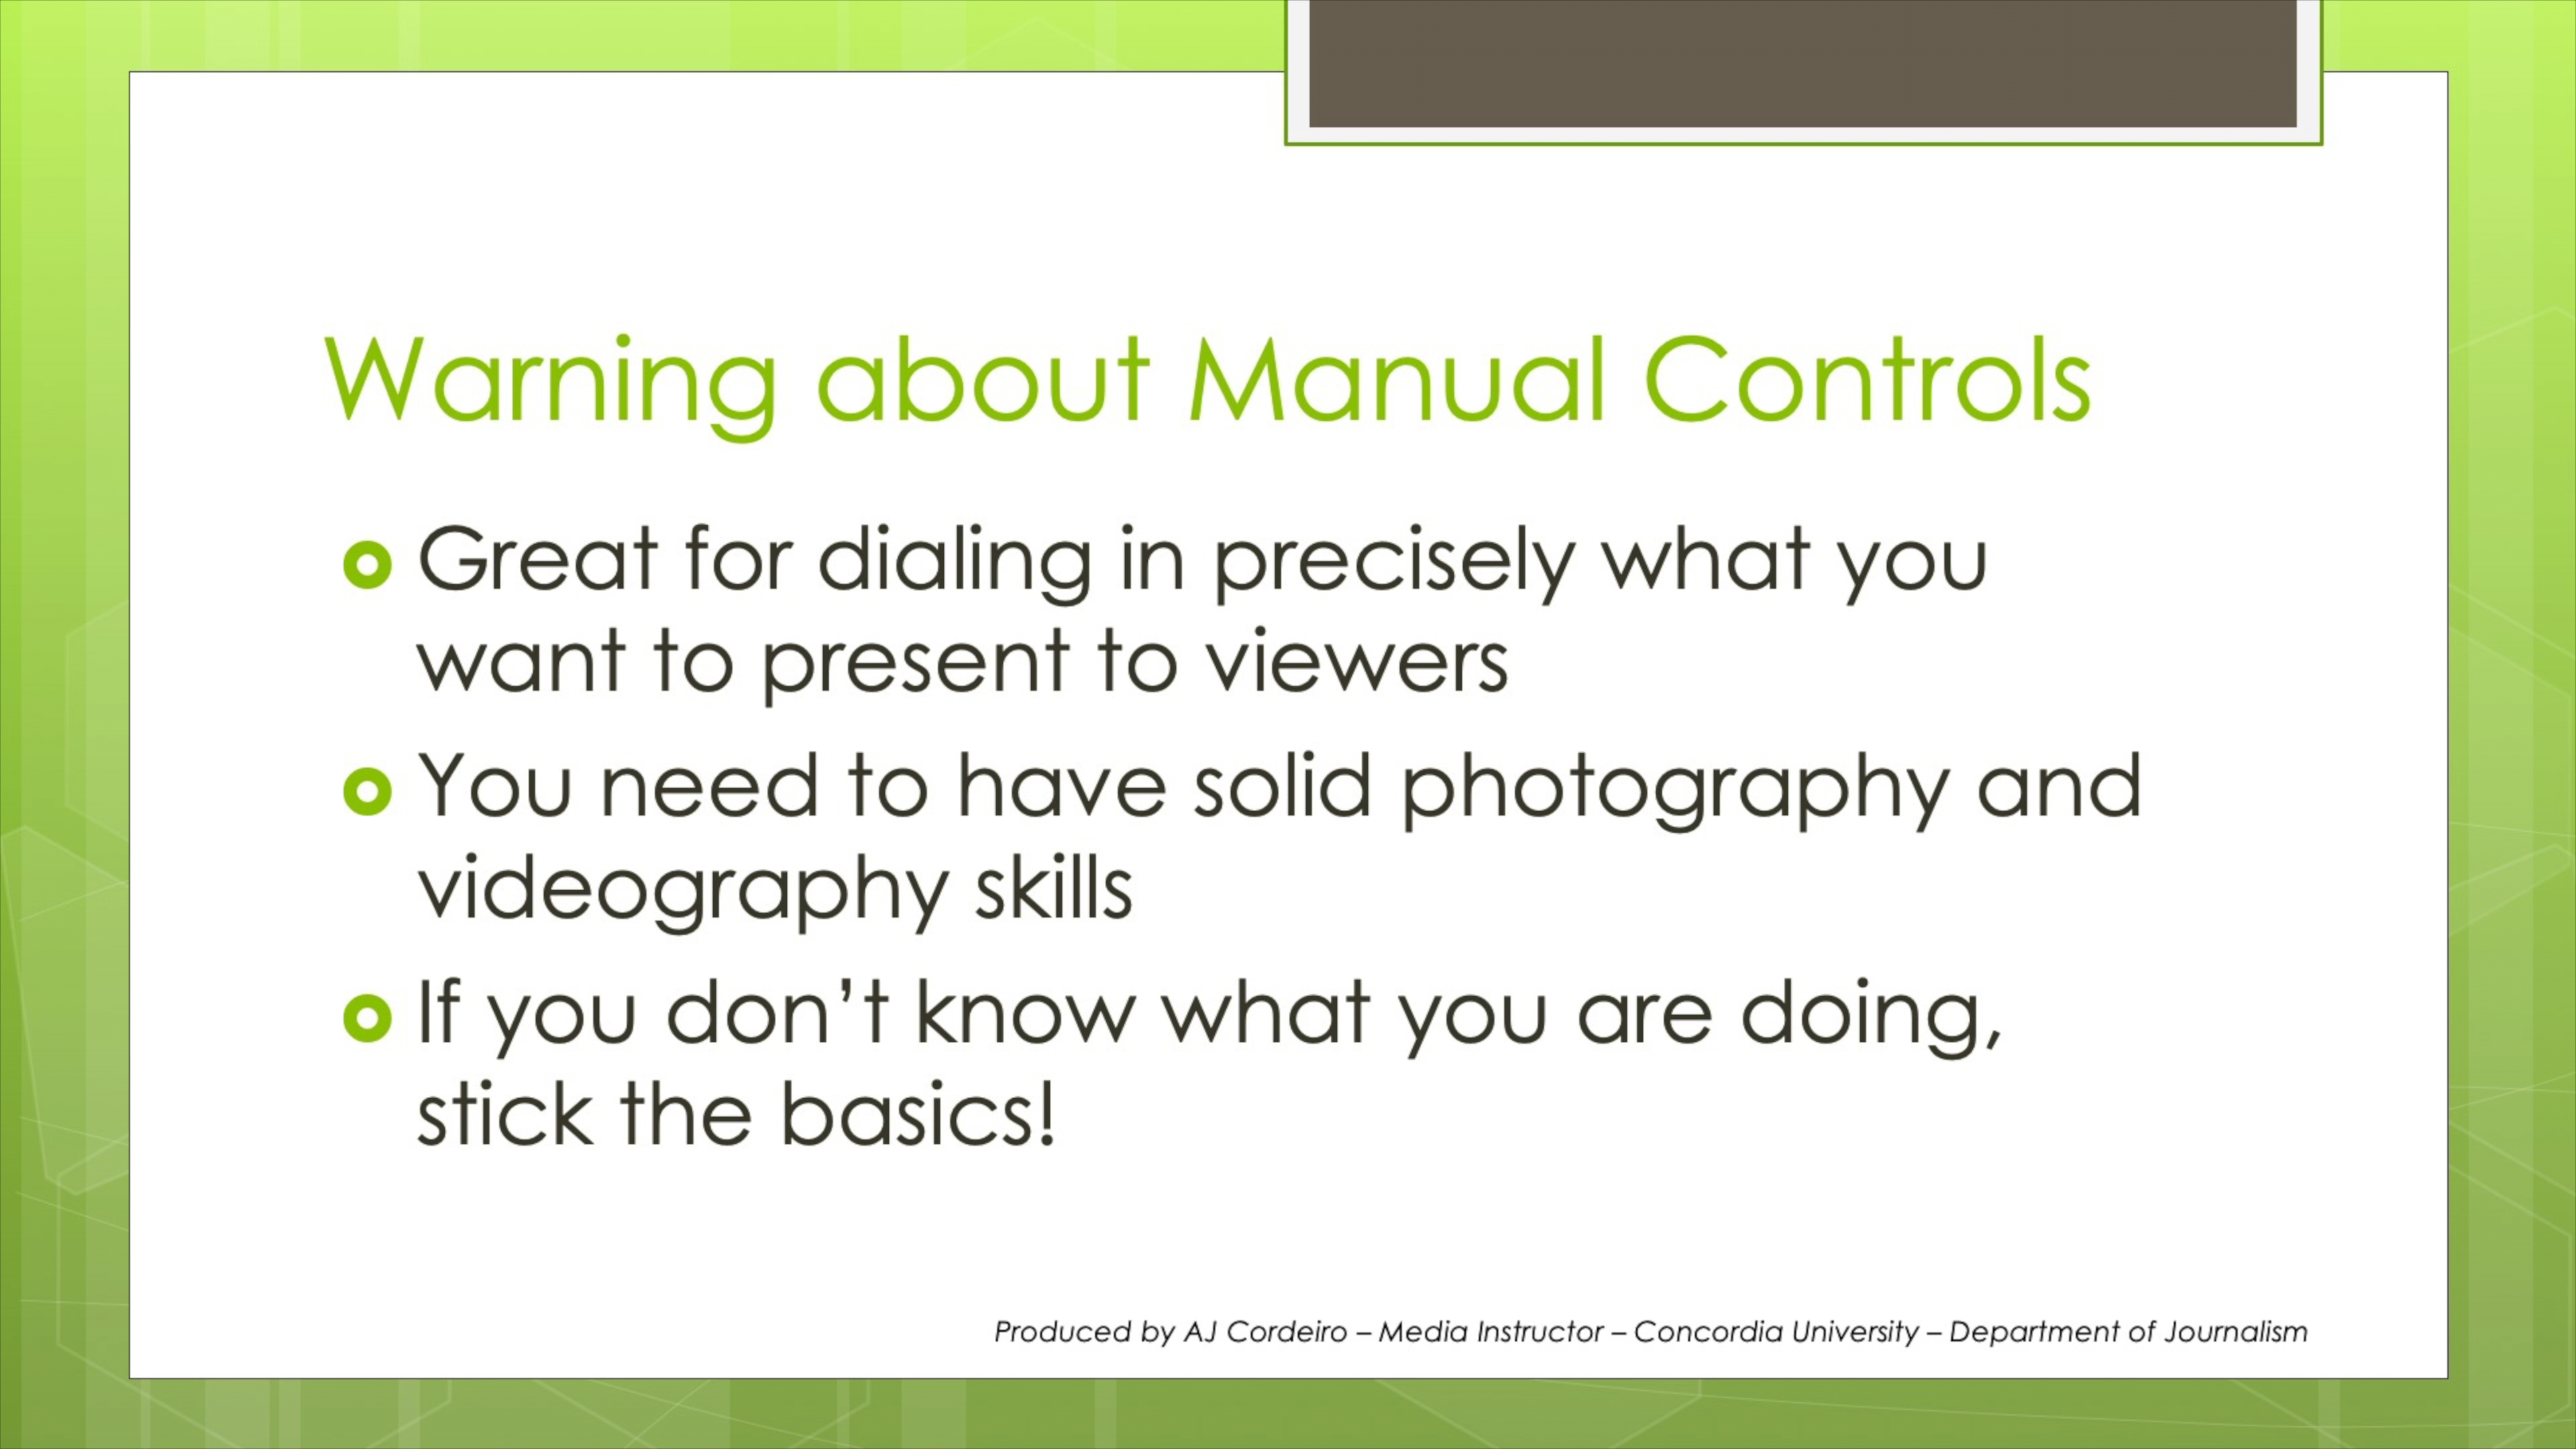 Warning about Manual Controls
Great for dialing in precisely what you
want to present to viewers
You need to have solid photography and
videography skills
If you don’t know what you are doing,
stick the basics!
Produced by AJ Cordeiro – Media Instructor – Concordia University – Department of Journalism